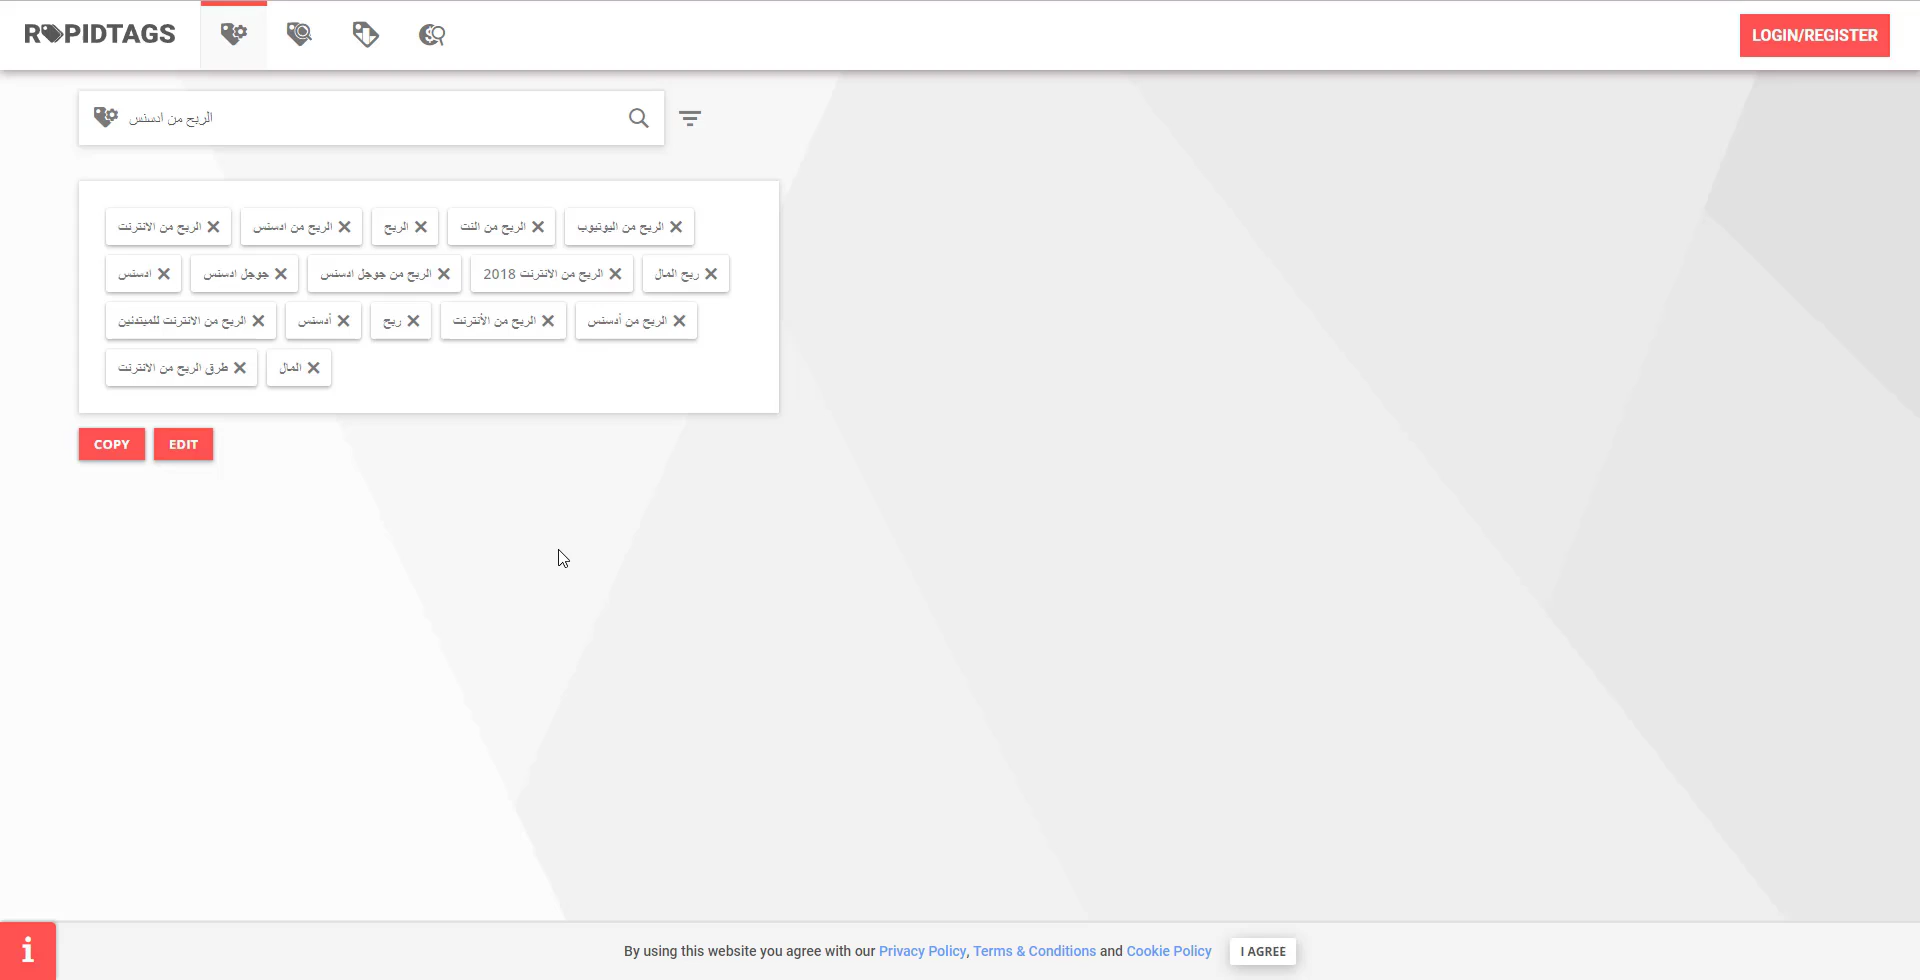 RAPIDTAGS
LOGIN/REGISTER
الربح من ادسنس
الربح من الانترنت
الربح من ادسنس
الربح
الربح من النت
الربح من اليوتيوب
ادسنس
جوجل ادسنس
الربح من جوجل ادسنس
الربح من الانترنت 2018
ربح المال
الربح من الانترنت للمبتدئين
أدسنس
ربح
الربح من الأنترنت
الربح من أدسنس
طرق الربح من الانترنت
المال
COPY
EDIT
By using this website you agree with our Privacy Policy, Terms & Conditions and Cookie Policy
I AGREE